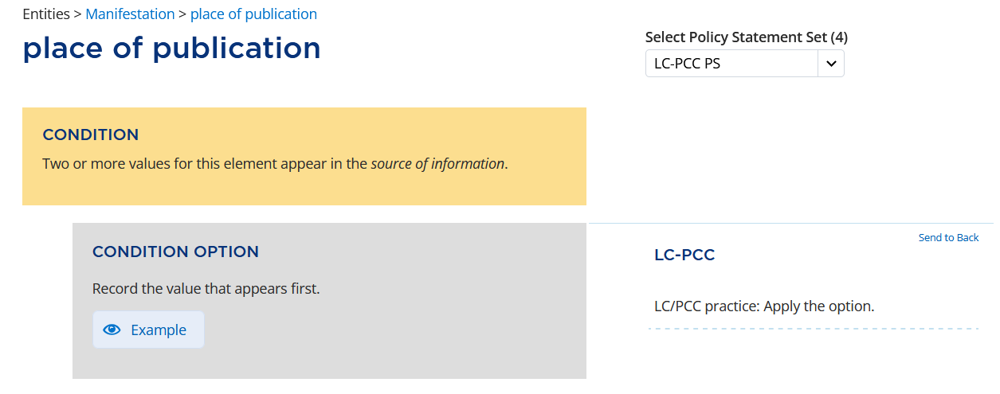 Entities > Manifestation > place of publication
place of publication
Select Policy Statement Set (4)
LC-PCC PS
CONDITION
Two or more values for this element appear in the source of information.
CONDITION OPTION
Record the value that appears first.
Example
Send to Back
LC-PCC
LC/PCC practice: Apply the option.